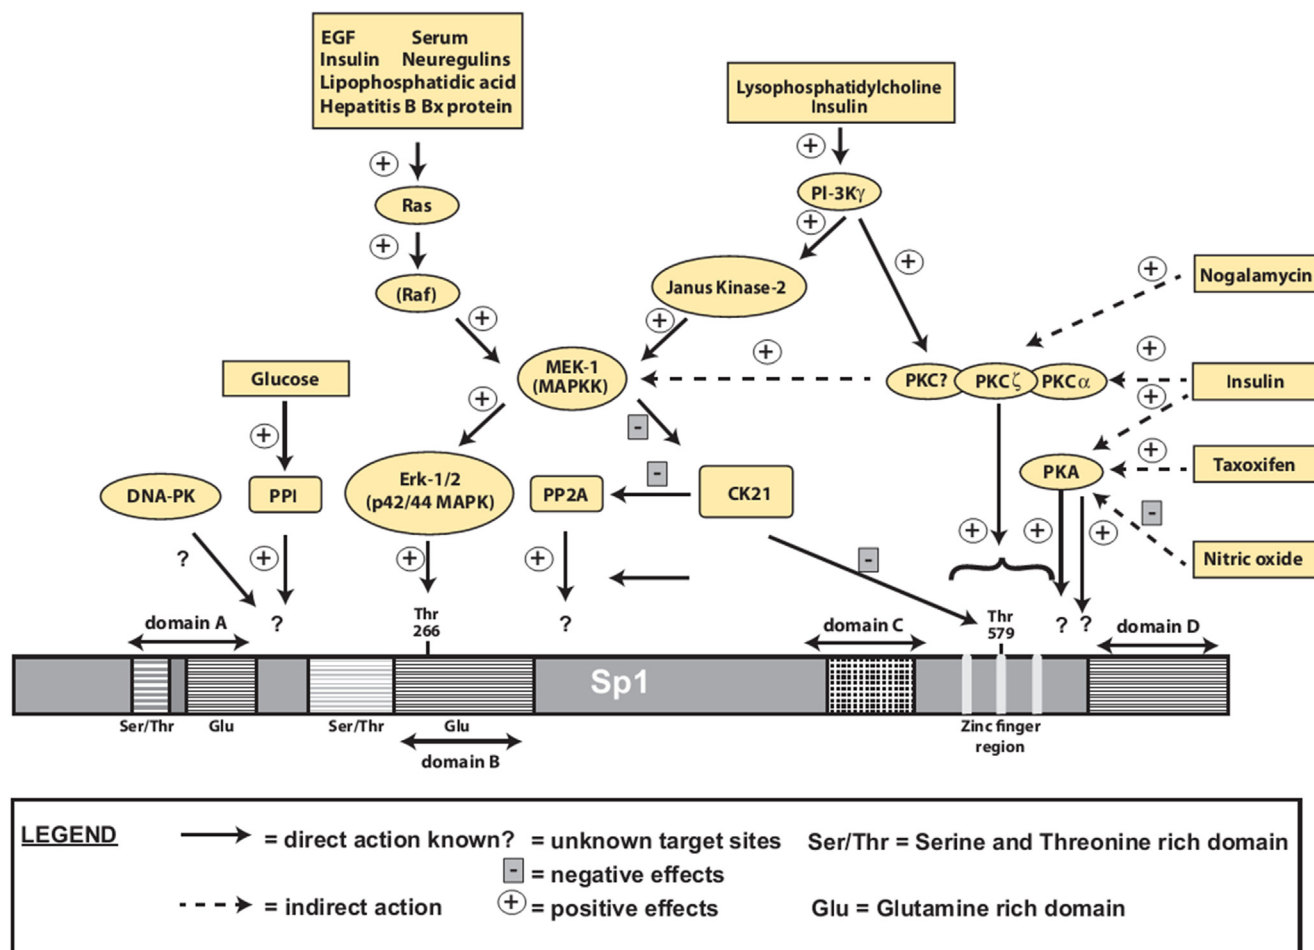 EGF Serum
Insulin Neuregulins
Lipophosphatidic acid
Hepatitis B Bx protein
Lysophosphatidylcholine
Insulin
+
+
PI-3Kγ
Ras
+
+
+
+
Nogalamycin
Janus Kinase-2
(Raf)
+
+
+
+
Glucose
MEK-1
(MAPKK)
PKC?
PKCζ
PKCα
Insulin
+
+
-
+
+
Taxoxifen
Erk-1/2
(p42/44 MAPK)
-
PKA
DNA-PK
PPI
PP2A
CK21
-
?
+
+
+
-
+
+
+
Nitric oxide
Thr
266
Thr
579
domain A
?
?
domain C
? ?
domain D
Sp1
Ser/Thr
Glu
Ser/Thr
Glu
Zinc finger
region
domain B
LEGEND
= direct action known
? = unknown target sites
Ser/Thr = Serine and Threonine rich domain
- = negative effects
= indirect action
+ = positive effects
Glu = Glutamine rich domain